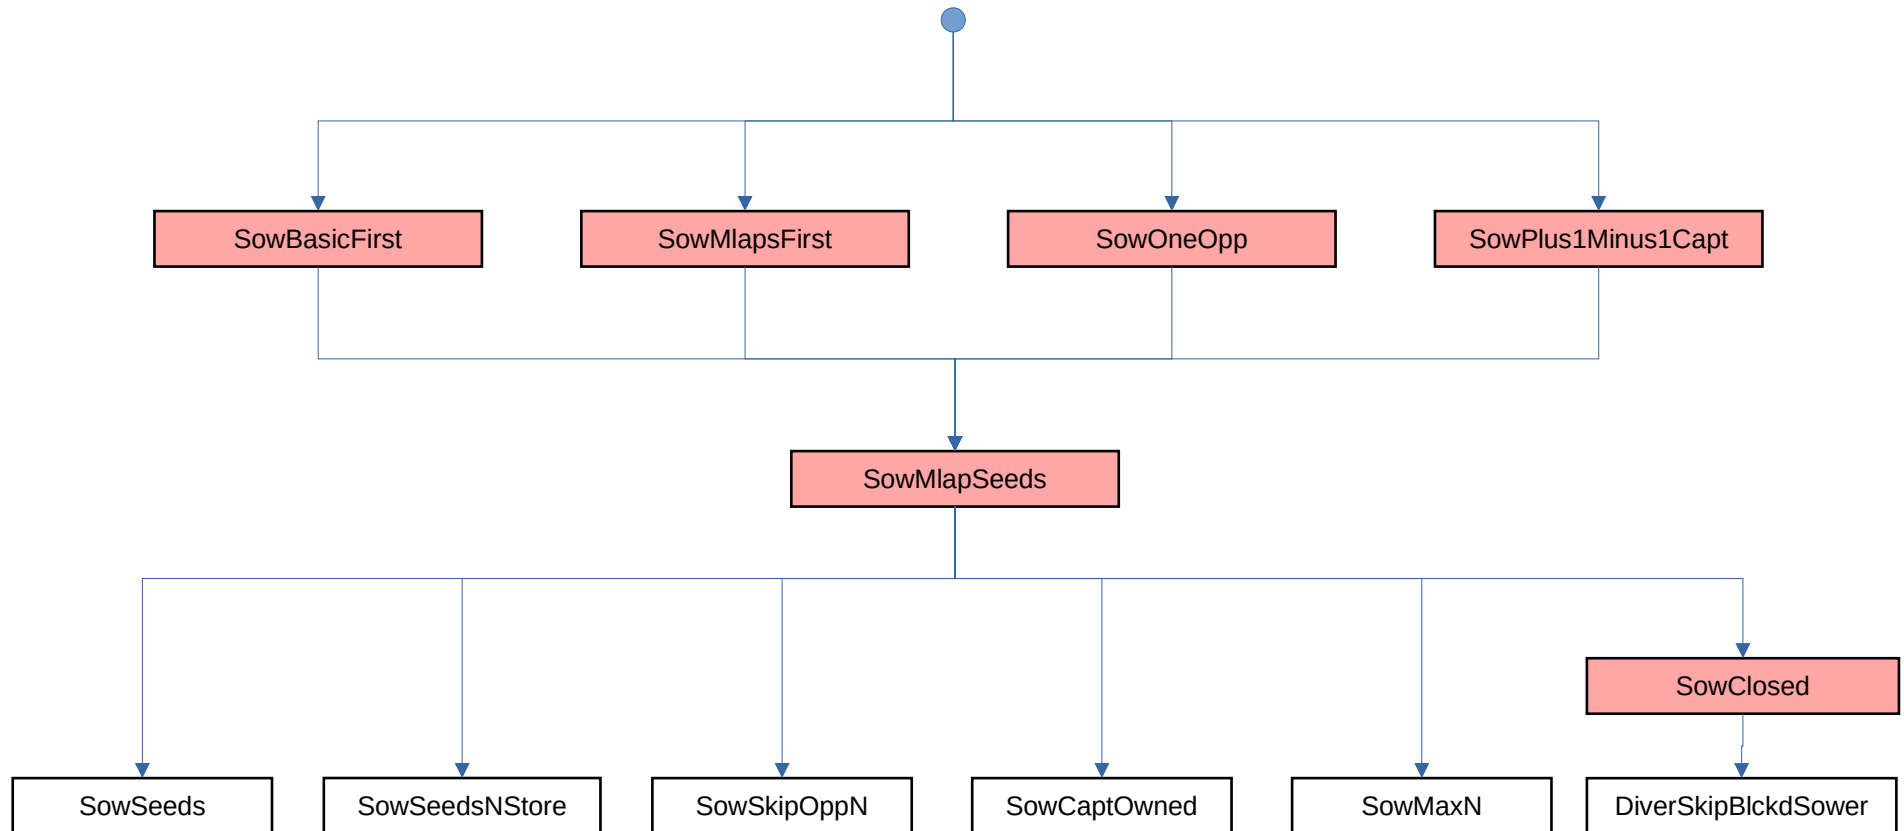 SowBasicFirst
SowMlapsFirst
SowOneOpp
SowPlus1Minus1Capt
SowMlapSeeds
SowClosed
SowSeeds
SowSeedsNStore
SowSkipOppN
SowCaptOwned
SowMaxN
DiverSkipBlckdSower